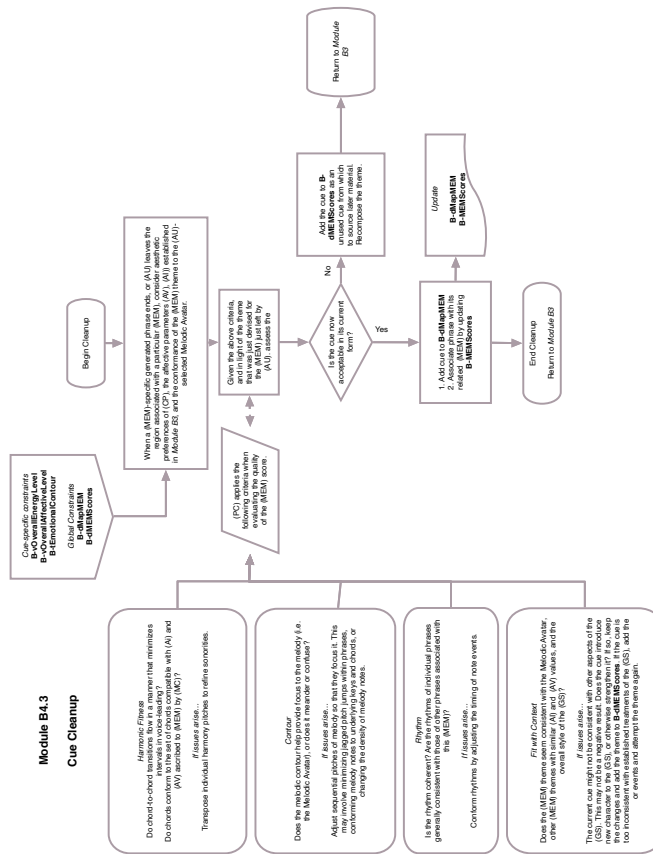 Module B4.3
Cue Cleanup
Cue-specific constraints
B-vOverallEnergyLevel
B-vOverallAffectiveLevel
B-tEmotionalContour
Global Constraints
B-dMapMEM
B-dMEMScores
Begin Cleanup
When a (MEM)-specific generated phrase ends, or (AU) leaves the
region associated with a particular (MEM), consider aesthetic
preferences of (CP), the affective parameters (AV), (AI)) established
in Module B3, and the conformance of the (MEM) theme to the (AU)-
selected Melodic Avatar.
Harmonic Fitness
Do chord-to-chord transitions flow in a manner that minimizes
intervals in voice-leading?
Do chords conform to the set of chords compatible with (Ai) and
(AV) ascribed to (MEM) by (MC)?
If issues arise...
Transpose individual harmony pitches to refine sonorities.
Contour
Does the melodic contour help provide focus to the melody (i.e.
the Melodic Avatar), or does it meander or confuse?
If issues arise...
Adjust sequential pitches of melody so that they focus it. This
may involve minimizing jagged pitch jumps within phrases,
conforming melody notes to underlying keys and chords, or
changing the density of melody notes.
Rhythm
Is the rhythm coherent? Are the rhythms of individual phrases
generally consistent with those of other phrases associated with
this (MEM)?
If issues arise...
Conform rhythms by adjusting the timing of note events.
Fit with Context
Does the (MEM) theme seem consistent with the Melodic Avatar,
other (MEM) themes with similar (AI) and (AV) values, and the
overall style of the (GS)?
If issues arise...
The current cue might not be consistent with other aspects of the
(GS). This may not be a negative result. Does the cue introduce
new character to the (GS), or otherwise strengthen it? If so, keep
the changes and add the theme to B-MEMScores. If the cue is
too inconsistent with established treatments of the (GS), add the
or events and attempt the theme again.
(PC) applies the
following criteria when
evaluating the quality
of the (MEM) score.
Given the above criteria,
and in light of the theme
that was just devised for
the (MEM) just left by
(AU). assess the
Is the cue now
acceptable in its current
form?
No
Add the cue to B-
dMEMScores as an
unused cue from which
to source later material.
Recompose the theme.
Return to Module
B3
Yes
1. Add cue to B-dMapMEM
2. Associate phrase with its
related (MEM) by updating
B-MEMScores
Update
B-dMapMEM
B-MEMScores
End Cleanup
Return to Module B3